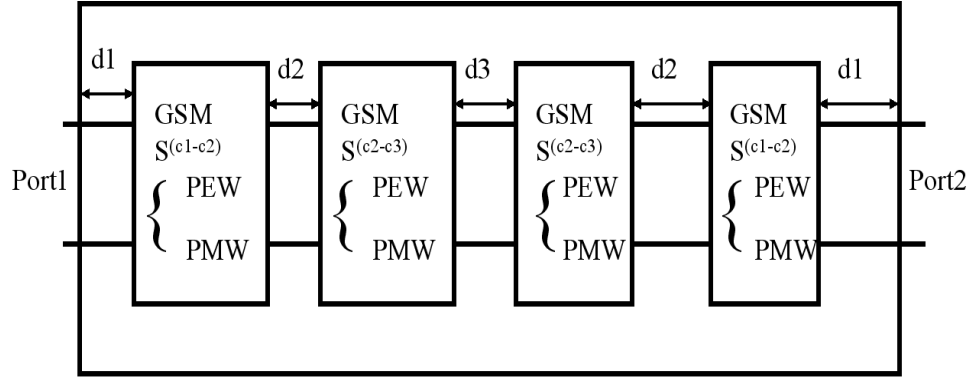 d1
d2
d3
d2
d1
GSM
S(c1-c2)
{ PEW
PMW
GSM
S(c2-c3)
{ PEW
PMW
GSM
S(c2-c3)
{ PEW
PMW
GSM
S(c1-c2)
{ PEW
PMW
Port1
Port2